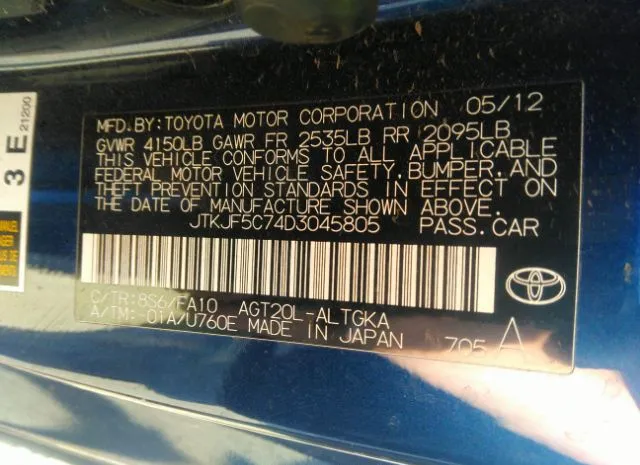 MFD.BY:TOYOTA MOTOR CORPORATION 05/12
GVWR 4150LB GAWR FR 2535LB RR 2095LB
THIS VEHICLE CONFORMS TO ALL APPLICABLE
FEDERAL MOTOR VEHICLE SAFETY,BUMPER,AND
THEFT PREVENTION STANDARDS IN EFFECT ON
THE DATE OF MANUFACTURE SHOWN ABOVE.
JTKJF5C74D3045805 PASS.CAR
C/TR:8S6/FA10 AGT20L-ALTGKA
A/TM:-01A/U760E MADE IN JAPAN 705 A
TOYOTA
3 E
21200